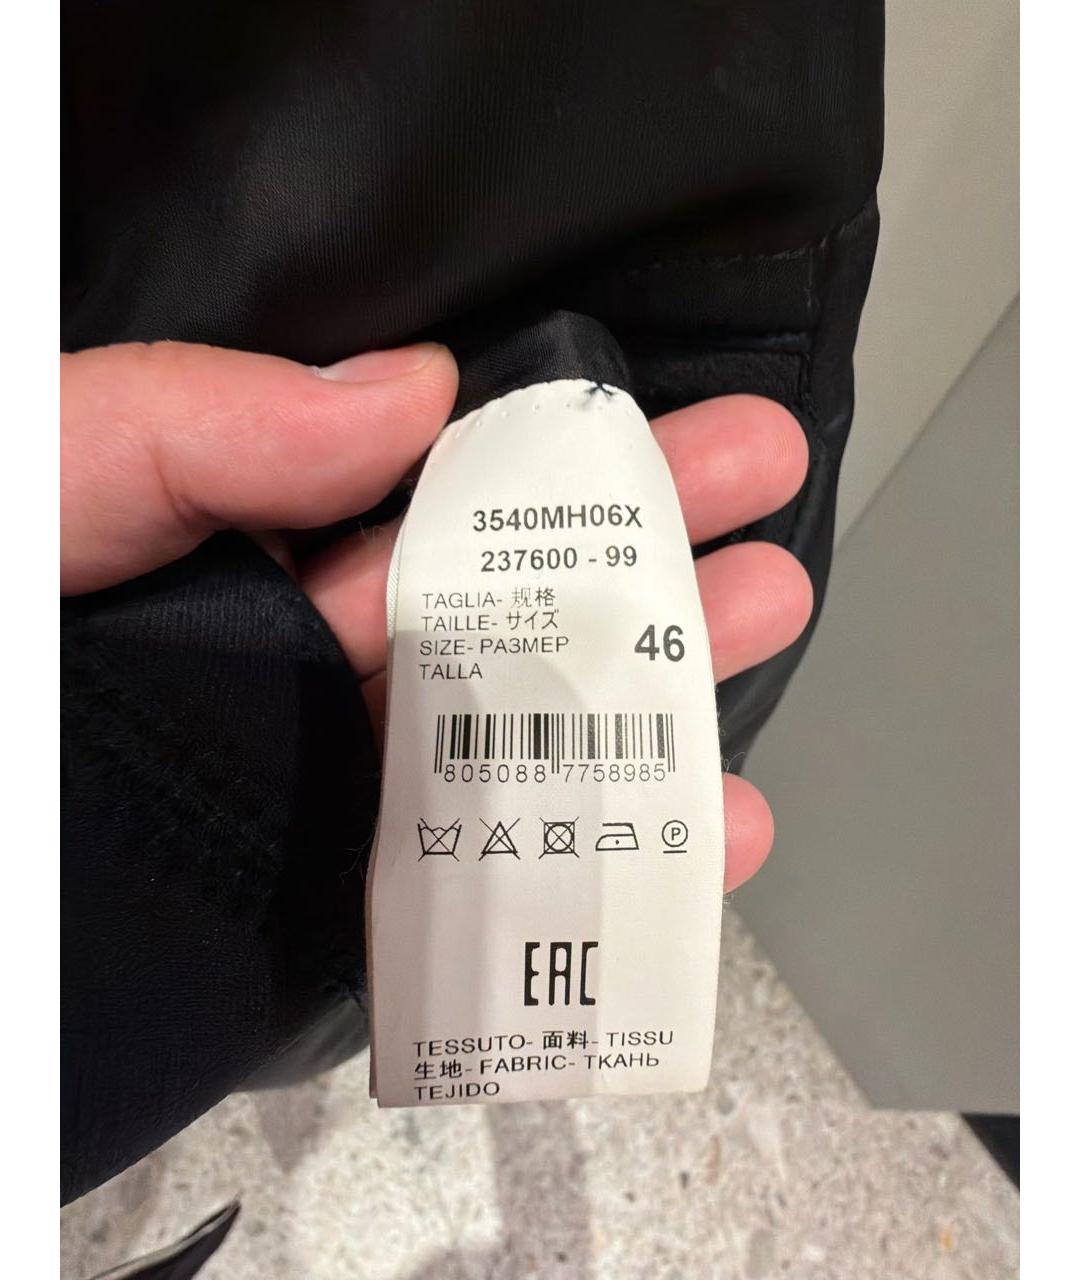 3540MH06X
237600 - 99
TAGLIA- 规格
TAILLE- サイズ
SIZE- РАЗМЕР
TALLA
46
805088 7758985
P
EAC
TESSUTO- 面料- TISSU
生地- FABRIC- ТКАНЬ
TEJIDO